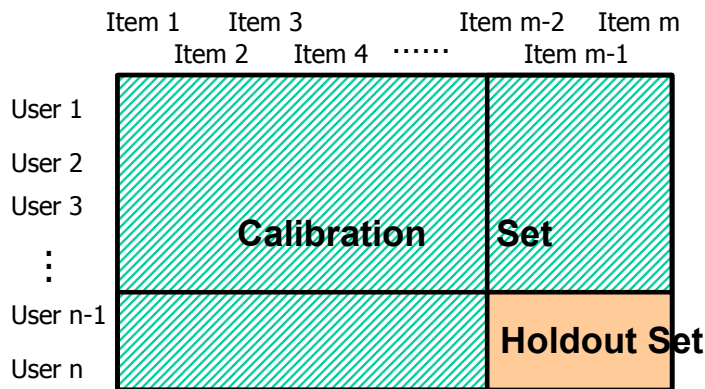 Item 1 Item 3 Item m-2 Item m
Item 2 Item 4 ...... Item m-1
User 1
User 2
User 3
Calibration Set
⋮
User n-1
Holdout Set
User n